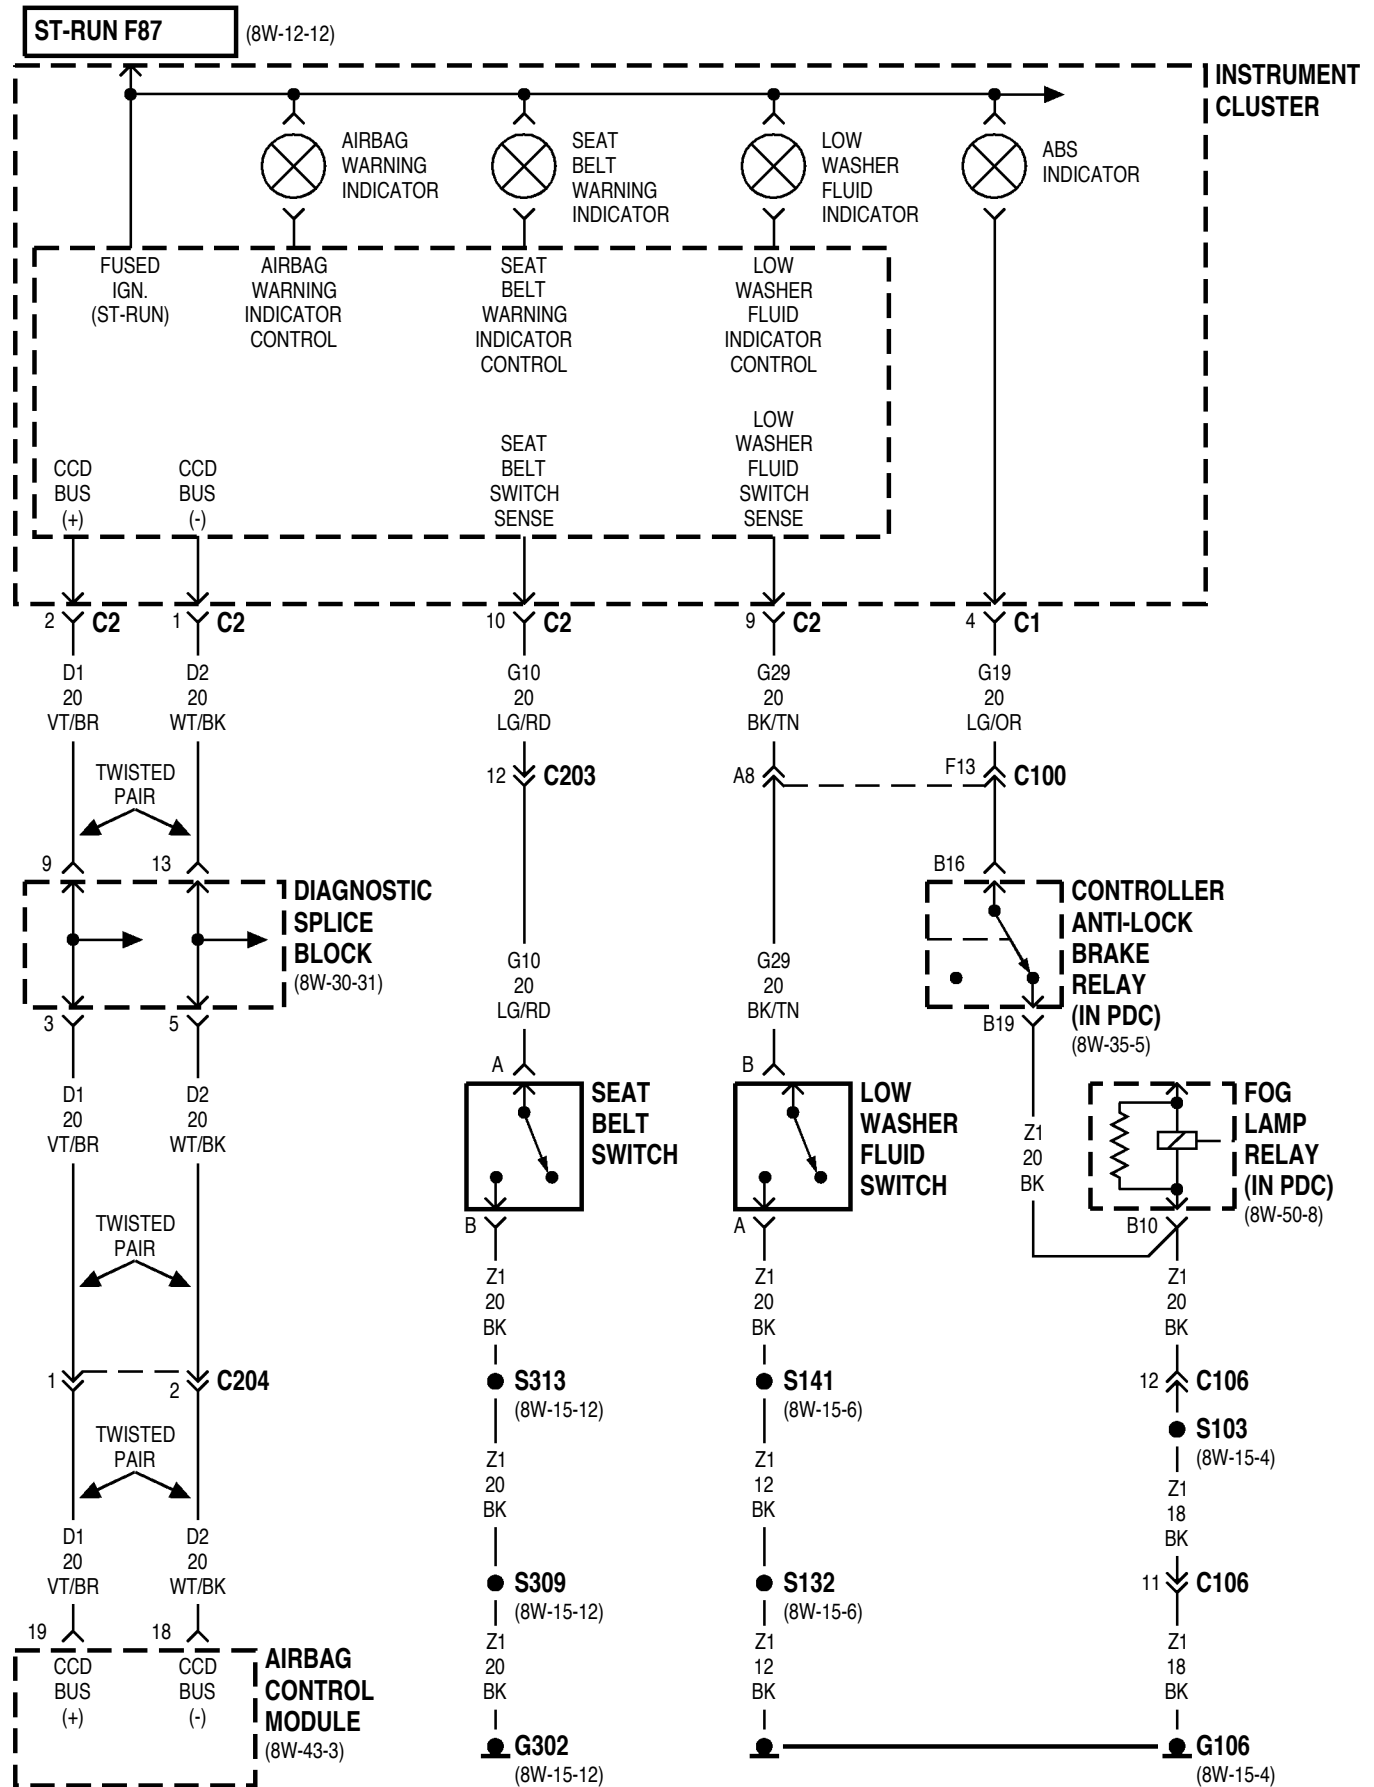 ST-RUN F87
(8W-12-12)
INSTRUMENT
CLUSTER
AIRBAG
WARNING
INDICATOR
SEAT
BELT
WARNING
INDICATOR
LOW
WASHER
FLUID
INDICATOR
ABS
INDICATOR
FUSED
IGN.
(ST-RUN)
AIRBAG
WARNING
INDICATOR
CONTROL
SEAT
BELT
WARNING
INDICATOR
CONTROL
LOW
WASHER
FLUID
INDICATOR
CONTROL
CCD
BUS
(+)
CCD
BUS
(-)
SEAT
BELT
SWITCH
SENSE
LOW
WASHER
FLUID
SWITCH
SENSE
2 C2
1 C2
10 C2
9 C2
4 C1
D1
20
VT/BR
D2
20
WT/BK
G10
20
LG/RD
G29
20
BK/TN
G19
20
LG/OR
TWISTED
PAIR
12 C203
A8
F13 C100
9
13
B16
DIAGNOSTIC
SPLICE
BLOCK
(8W-30-31)
G10
20
LG/RD
G29
20
BK/TN
CONTROLLER
ANTI-LOCK
BRAKE
RELAY
(IN PDC)
(8W-35-5)
3
5
B19
D1
20
VT/BR
D2
20
WT/BK
A
SEAT
BELT
SWITCH
B
B
LOW
WASHER
FLUID
SWITCH
A
Z1
20
BK
FOG
LAMP
RELAY
(IN PDC)
(8W-50-8)
B10
TWISTED
PAIR
Z1
20
BK
Z1
20
BK
Z1
20
BK
1
2 C204
S313
(8W-15-12)
S141
(8W-15-6)
12 C106
S103
(8W-15-4)
TWISTED
PAIR
Z1
20
BK
Z1
12
BK
Z1
18
BK
D1
20
VT/BR
D2
20
WT/BK
S309
(8W-15-12)
S132
(8W-15-6)
11 C106
19
18
CCD
BUS
(+)
CCD
BUS
(-)
AIRBAG
CONTROL
MODULE
(8W-43-3)
Z1
20
BK
Z1
12
BK
Z1
18
BK
G302
(8W-15-12)
G106
(8W-15-4)